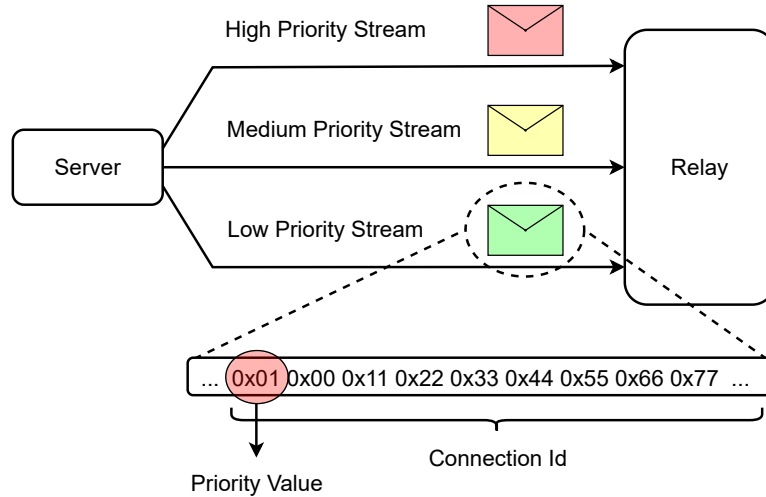 High Priority Stream
Medium Priority Stream
Server
Relay
Low Priority Stream
... 0x01 0x00 0x11 0x22 0x33 0x44 0x55 0x66 0x77 ...
Connection Id
Priority Value